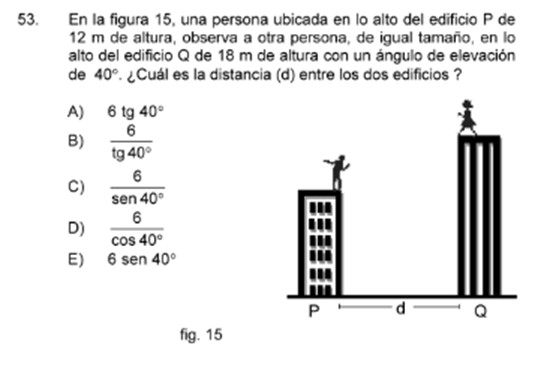 53. En la figura 15, una persona ubicada en lo alto del edificio P de
12 m de altura, observa a otra persona, de igual tamaño, en lo
alto del edificio Q de 18 m de altura con un ángulo de elevación
de 40°. ¿Cuál es la distancia (d) entre los dos edificios ?
A) 6 tg 40°
B) 6
tg 40°
C) 6
sen 40°
D) 6
cos 40°
E) 6 sen 40°
P d Q
fig. 15